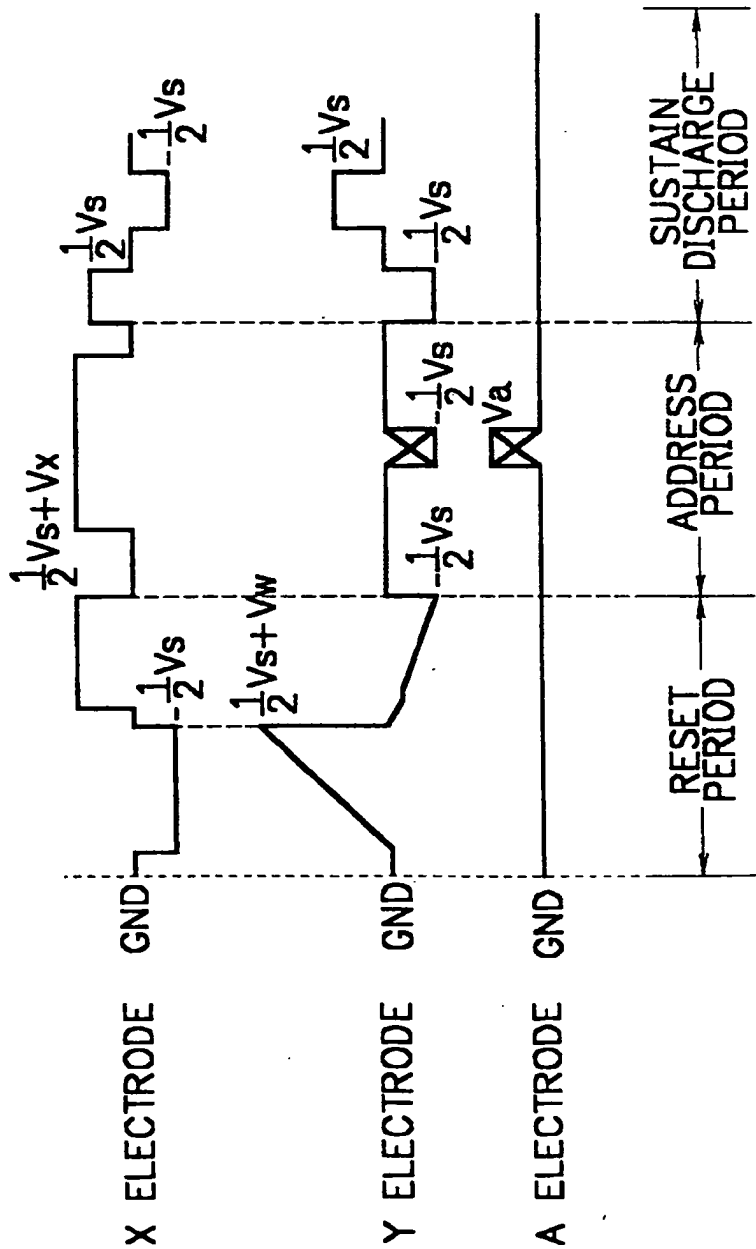 X ELECTRODE GND
-1/2Vs
1/2Vs+Vx
1/2Vs
-1/2Vs
Y ELECTRODE GND
1/2Vs+Vw
-1/2Vs
-1/2Vs
-1/2Vs
1/2Vs
A ELECTRODE GND
Va
RESET
PERIOD
ADDRESS
PERIOD
SUSTAIN
DISCHARGE
PERIOD